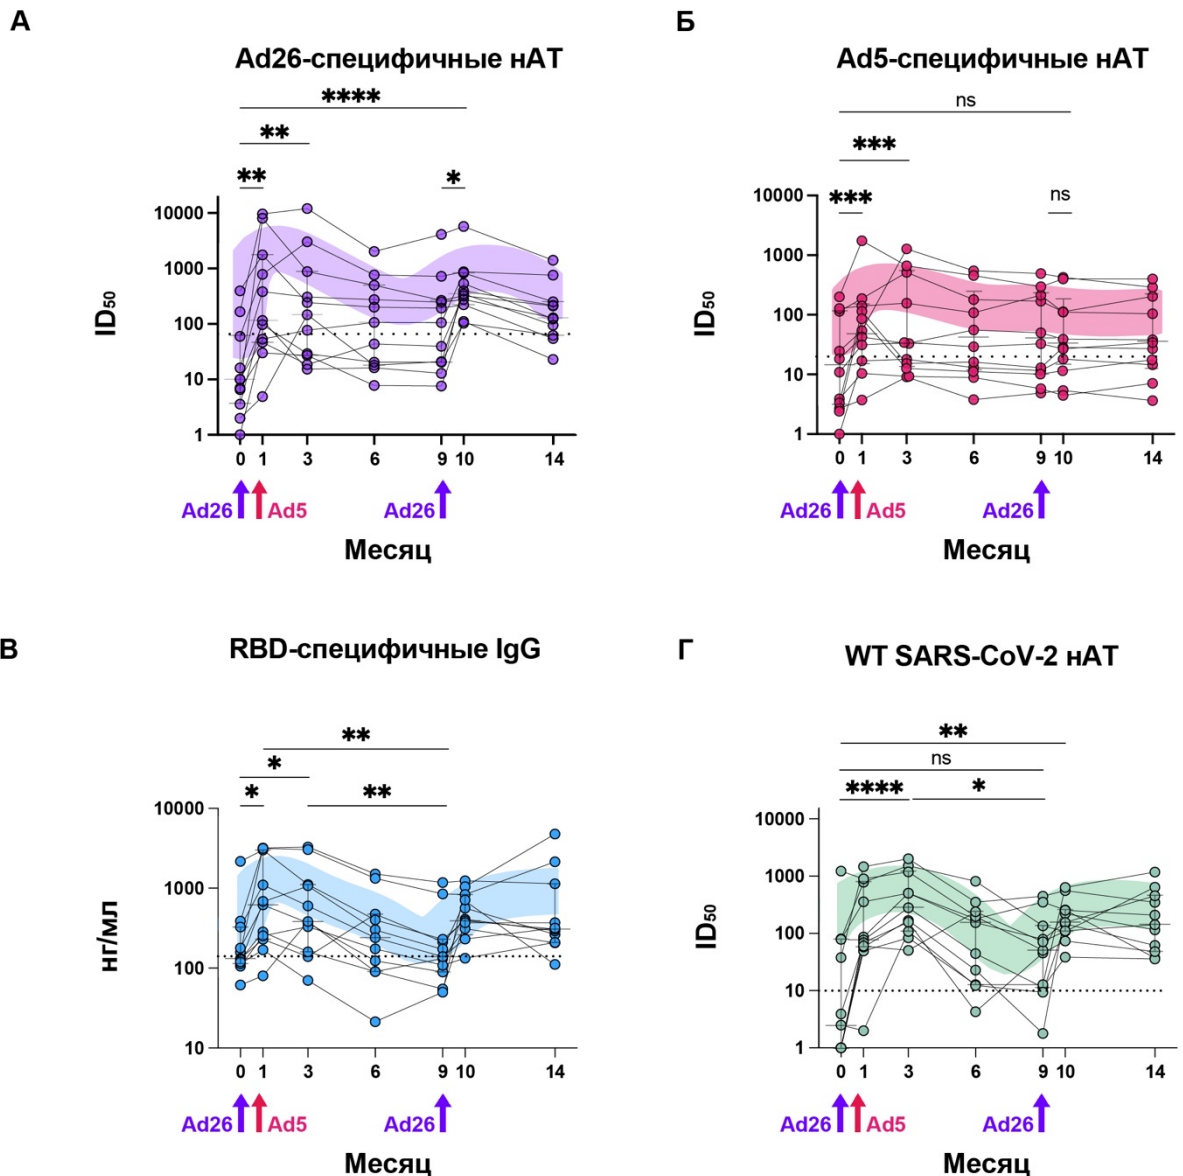 А
Ad26-специфичные нАТ
****
**
** *
ID50
10000
1000
100
10
1
0 1 3 6 9 10 14
Ad26 Ad5 Ad26
Месяц
Б
Ad5-специфичные нАТ
ns
***
*** ns
ID50
10000
1000
100
10
1
0 1 3 6 9 10 14
Ad26 Ad5 Ad26
Месяц
В
RBD-специфичные IgG
**
*
* **
нг/мл
10000
1000
100
10
0 1 3 6 9 10 14
Ad26 Ad5 Ad26
Месяц
Г
WT SARS-CoV-2 нАТ
**
ns
**** *
ID50
10000
1000
100
10
1
0 1 3 6 9 10 14
Ad26 Ad5 Ad26
Месяц